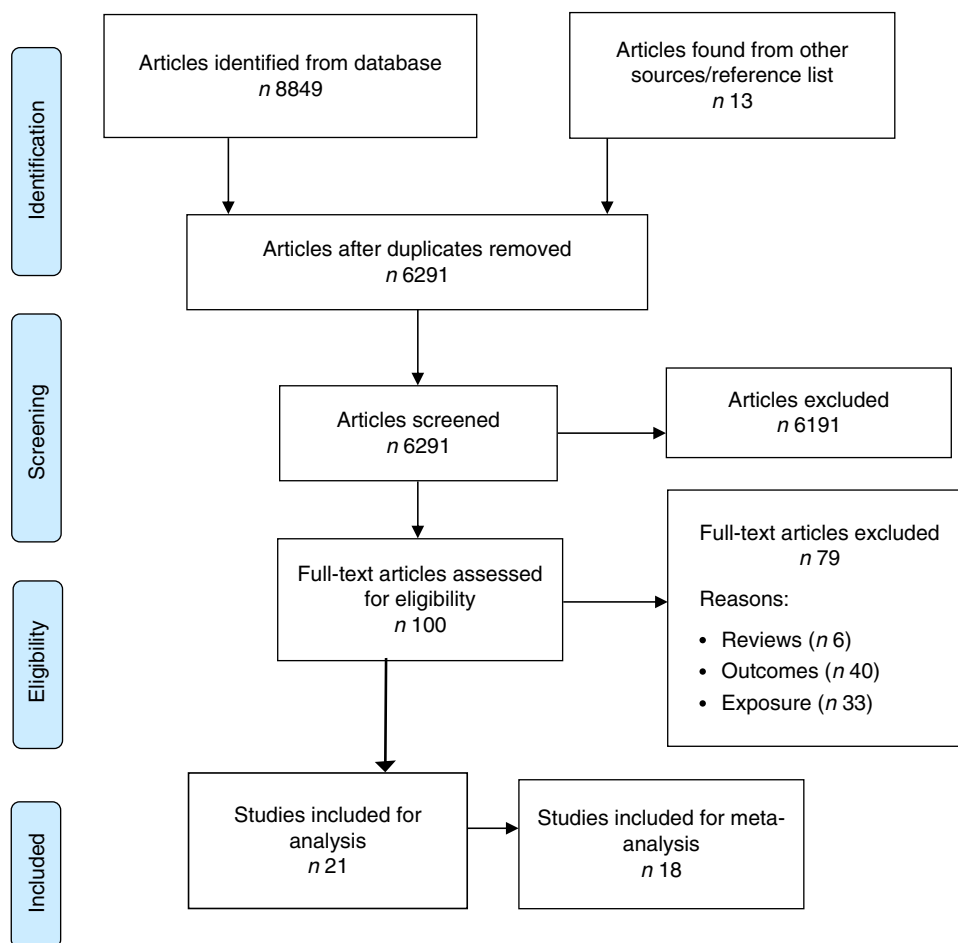 Identification
Articles identified from database
n 8849
Articles found from other
sources/reference list
n 13
Articles after duplicates removed
n 6291
Screening
Articles screened
n 6291
Articles excluded
n 6191
Eligibility
Full-text articles assessed
for eligibility
n 100
Full-text articles excluded
n 79
Reasons:
• Reviews (n 6)
• Outcomes (n 40)
• Exposure (n 33)
Included
Studies included for
analysis
n 21
Studies included for meta-
analysis
n 18